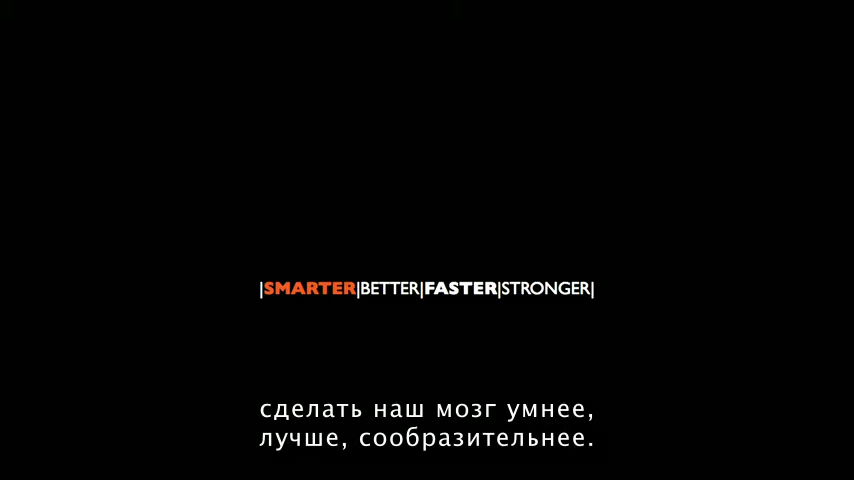 |SMARTER|BETTER|FASTER|STRONGER|
сделать наш мозг умнее,
лучше, сообразительнее.